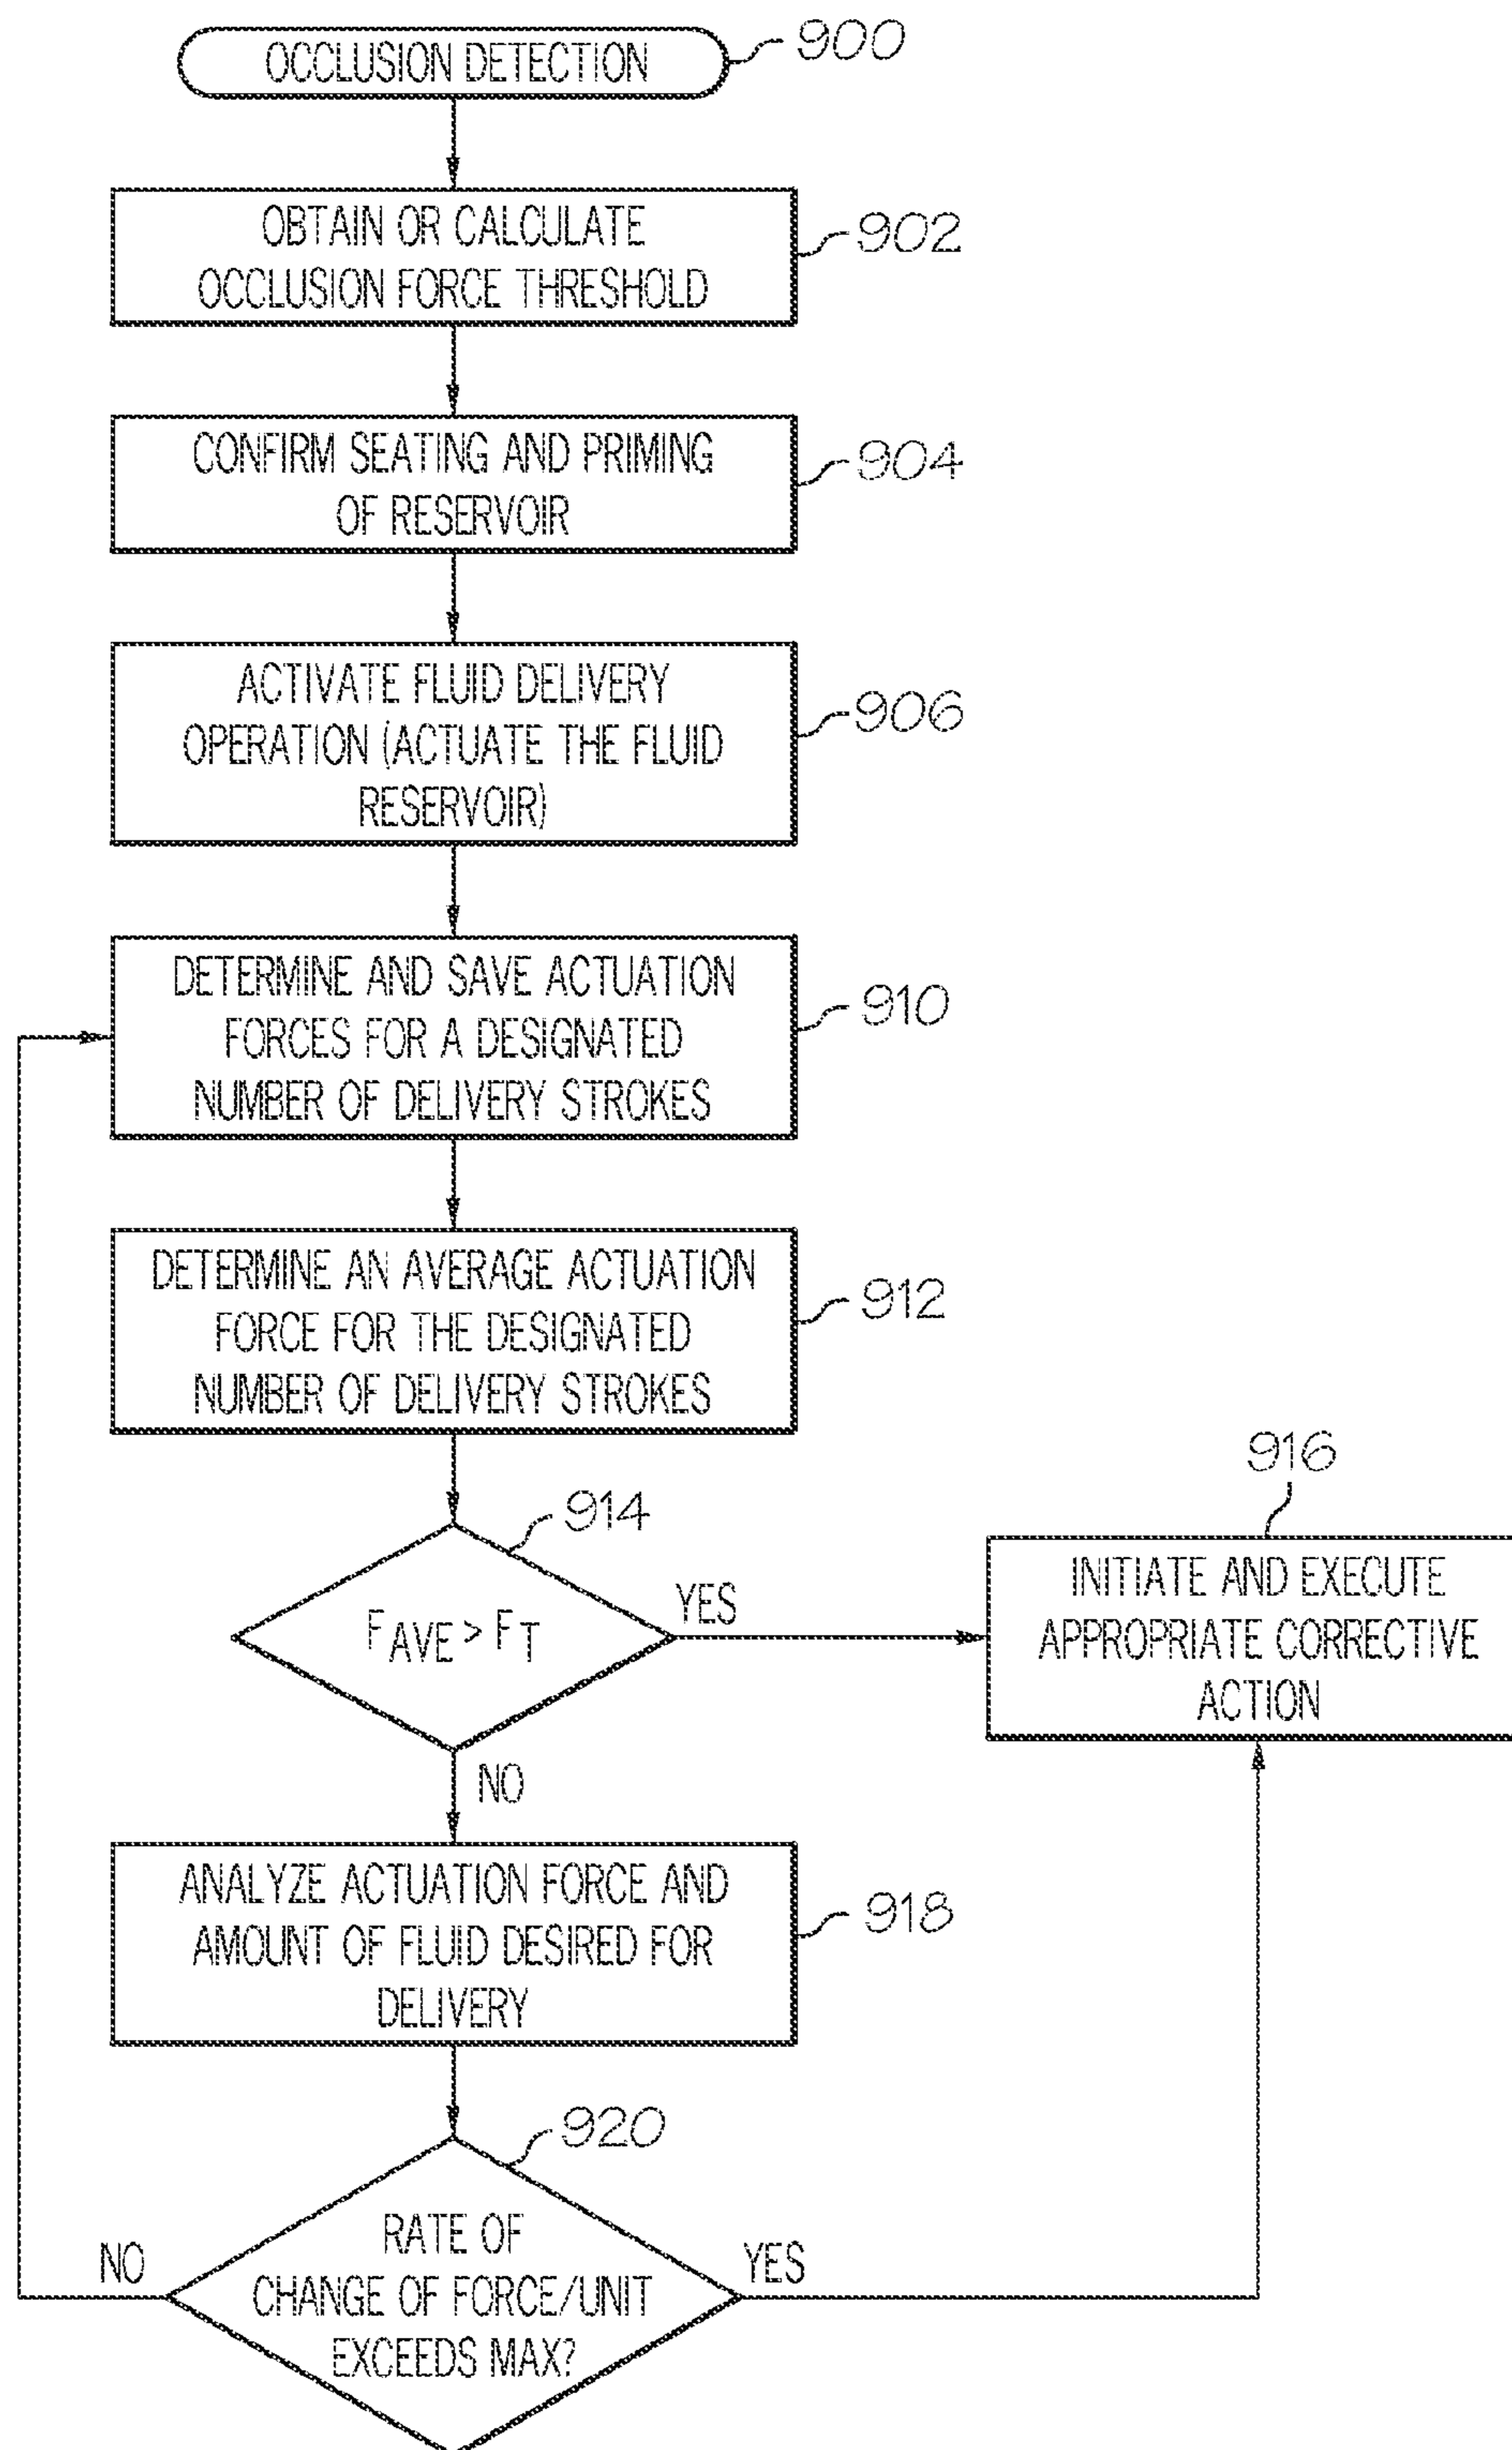 OCCLUSION DETECTION
900
OBTAIN OR CALCULATE
OCCLUSION FORCE THRESHOLD
902
CONFIRM SEATING AND PRIMING
OF RESERVOIR
904
ACTIVATE FLUID DELIVERY
OPERATION (ACTUATE THE FLUID
RESERVOIR)
906
DETERMINE AND SAVE ACTUATION
FORCES FOR A DESIGNATED
NUMBER OF DELIVERY STROKES
910
DETERMINE AN AVERAGE ACTUATION
FORCE FOR THE DESIGNATED
NUMBER OF DELIVERY STROKES
912
914
FAVE > FT
YES
NO
916
INITIATE AND EXECUTE
APPROPRIATE CORRECTIVE
ACTION
ANALYZE ACTUATION FORCE AND
AMOUNT OF FLUID DESIRED FOR
DELIVERY
918
920
RATE OF
CHANGE OF FORCE/UNIT
EXCEEDS MAX?
NO
YES